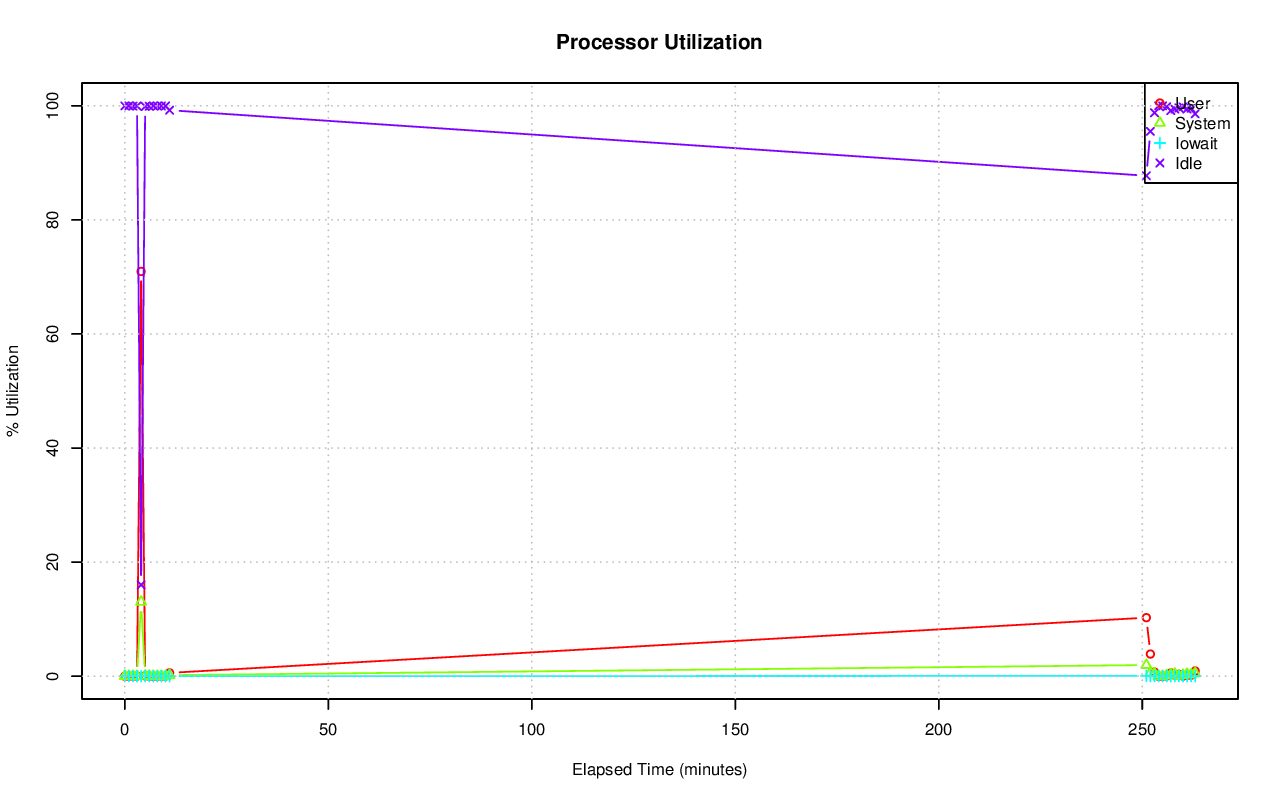 Processor Utilization
% Utilization
100
80
60
40
20
0
User
System
Iowait
Idle
0 50 100 150 200 250
Elapsed Time (minutes)